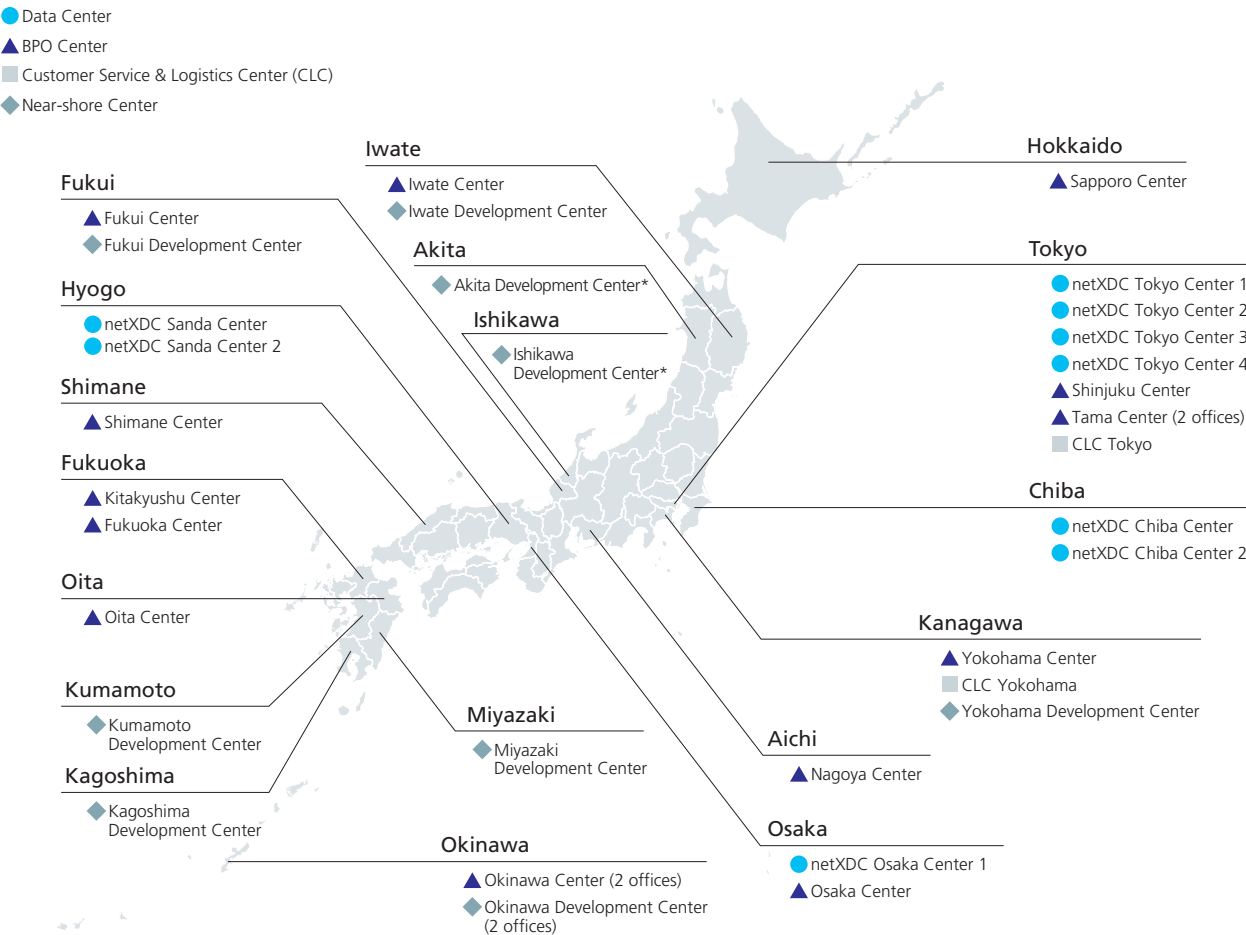 Data Center
BPO Center
Customer Service & Logistics Center (CLC)
Near-shore Center
Iwate
Iwate Center
Iwate Development Center
Hokkaido
Sapporo Center
Fukui
Fukui Center
Fukui Development Center
Akita
Akita Development Center*
Tokyo
netXDC Tokyo Center 1
netXDC Tokyo Center 2
netXDC Tokyo Center 3
netXDC Tokyo Center 4
Shinjuku Center
Tama Center (2 offices)
CLC Tokyo
Hyogo
netXDC Sanda Center
netXDC Sanda Center 2
Ishikawa
Ishikawa
Development Center*
Shimane
Shimane Center
Fukuoka
Kitakyushu Center
Fukuoka Center
Chiba
netXDC Chiba Center
netXDC Chiba Center 2
Oita
Oita Center
Kanagawa
Yokohama Center
CLC Yokohama
Yokohama Development Center
Kumamoto
Kumamoto
Development Center
Miyazaki
Miyazaki
Development Center
Aichi
Nagoya Center
Kagoshima
Kagoshima
Development Center
Osaka
netXDC Osaka Center 1
Osaka Center
Okinawa
Okinawa Center (2 offices)
Okinawa Development Center
(2 offices)